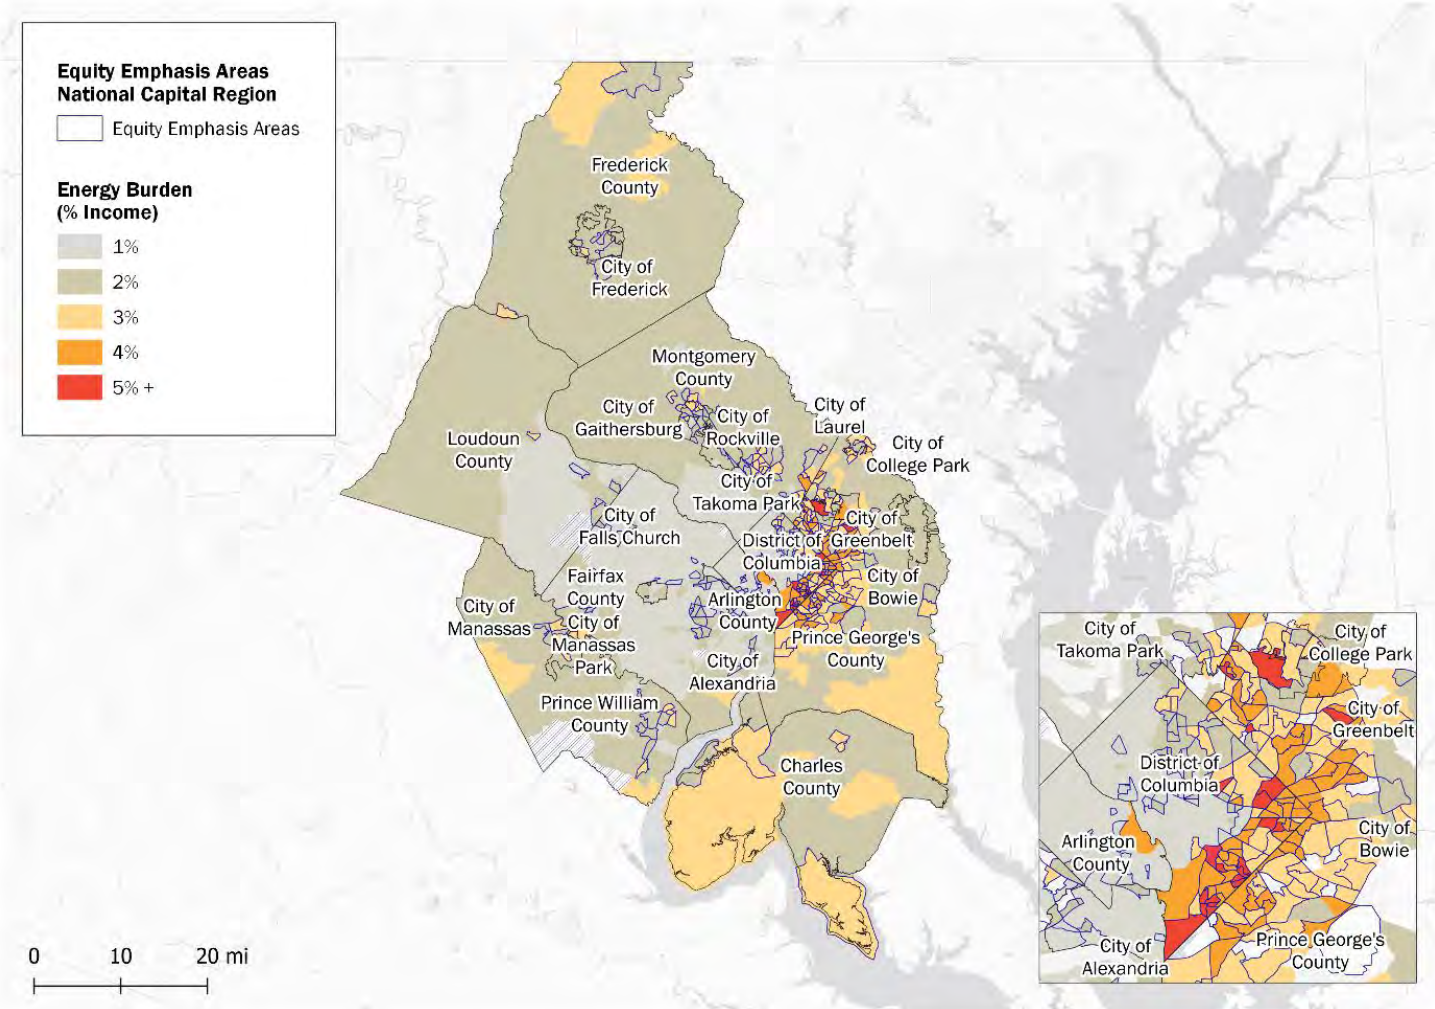 Equity Emphasis Areas
National Capital Region
Equity Emphasis Areas
Energy Burden
(% Income)
1%
2%
3%
4%
5% +
Frederick
County
City of
Frederick
Montgomery
County
City of
Gaithersburg
City of
Rockville
City of
Laurel
City of
College Park
Loudoun
County
City of
Takoma Park
City of
Falls Church
City of
Greenbelt
District of
Columbia
Fairfax
County
City of
Bowie
City of
Manassas
Arlington
County
City of
Manassas
Park
Prince George's
County
City of
Alexandria
Prince William
County
Charles
County
0 10 20 mi
City of
Takoma Park
City of
College Park
City of
Greenbelt
District of
Columbia
City of
Bowie
Arlington
County
City of
Alexandria
Prince George's
County